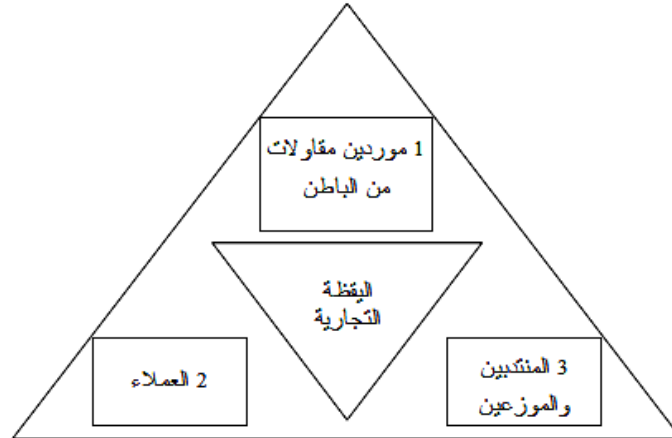 1 موردين مقاولات
من الباطن
اليقظة
التجارية
2 العملاء
3 المنتدبين
والموزعين